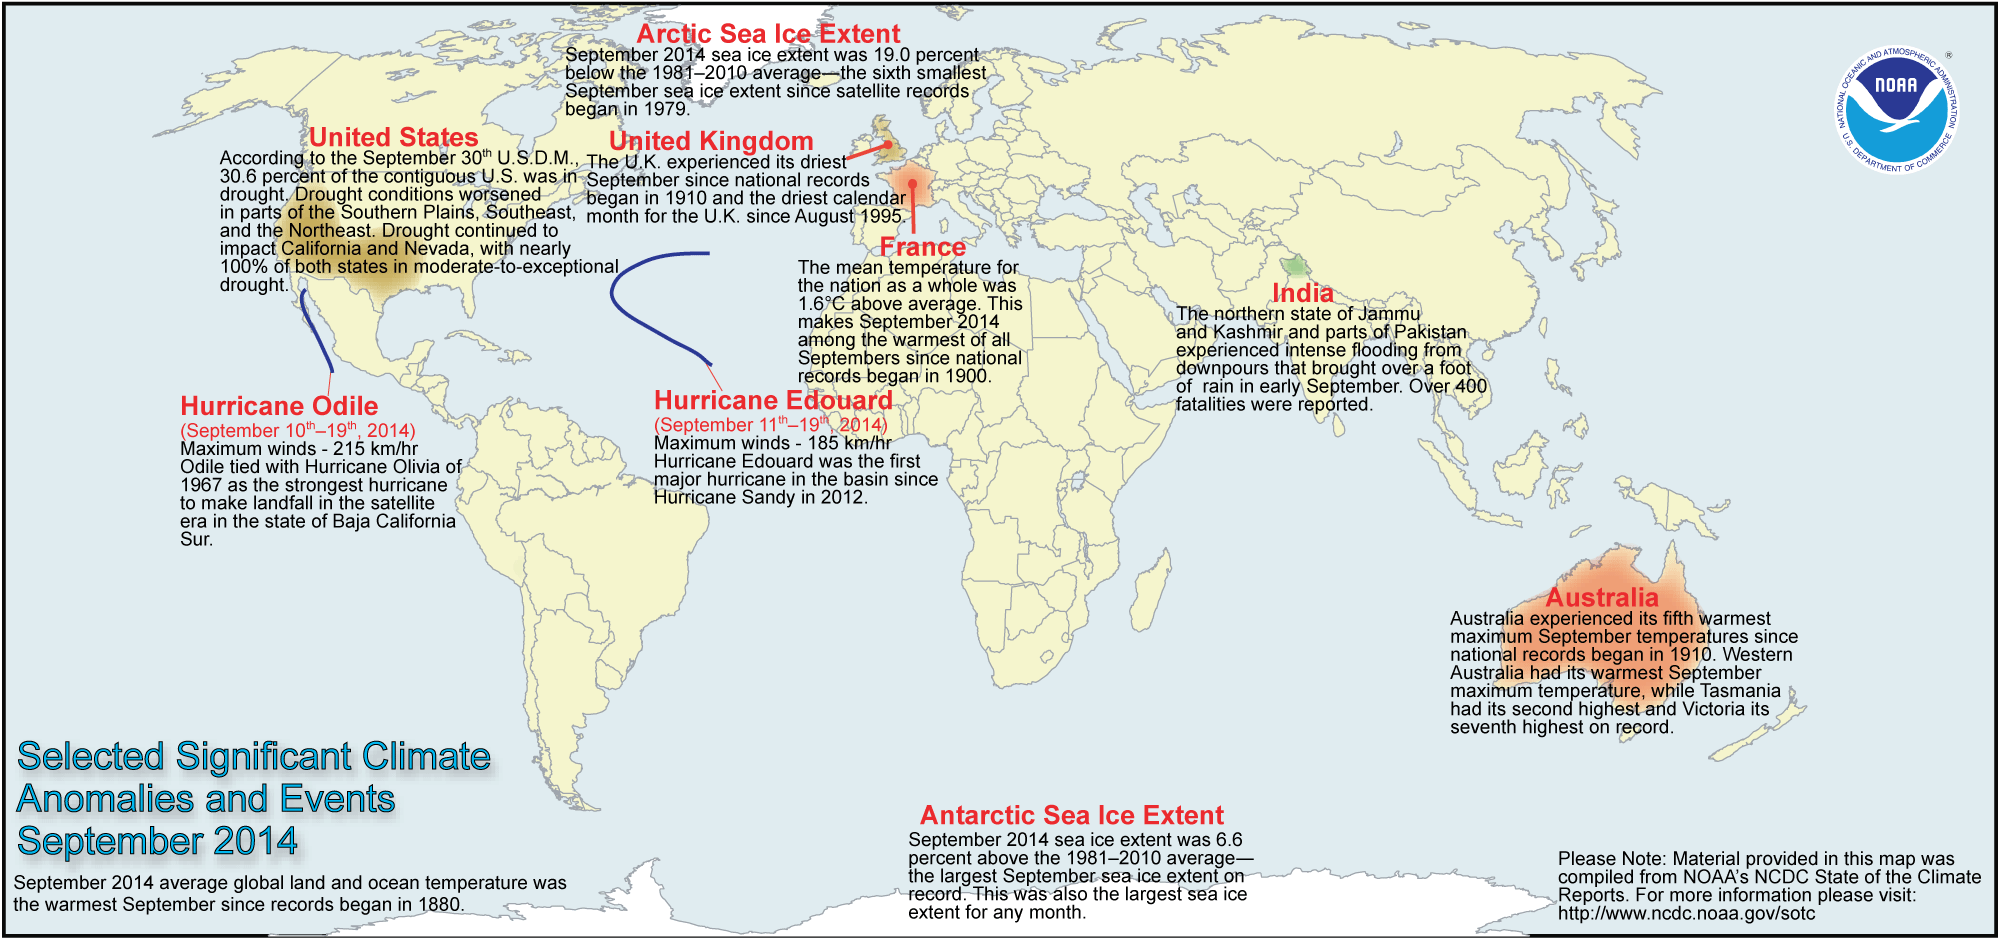 Arctic Sea Ice Extent
September 2014 sea ice extent was 19.0 percent
below the 1981–2010 average—the sixth smallest
September sea ice extent since satellite records
began in 1979.
NATIONAL OCEANIC AND ATMOSPHERIC ADMINISTRATION
®
NOAA
U.S. DEPARTMENT OF COMMERCE
United States
According to the September 30th U.S.D.M.,
30.6 percent of the contiguous U.S. was in
drought. Drought conditions worsened
in parts of the Southern Plains, Southeast,
and the Northeast. Drought continued to
impact California and Nevada, with nearly
100% of both states in moderate-to-exceptional
drought.
United Kingdom
The U.K. experienced its driest
September since national records
began in 1910 and the driest calendar
month for the U.K. since August 1995.
France
The mean temperature for
the nation as a whole was
1.6°C above average. This
makes September 2014
among the warmest of all
Septembers since national
records began in 1900.
India
The northern state of Jammu
and Kashmir and parts of Pakistan
experienced intense flooding from
downpours that brought over a foot
of rain in early September. Over 400
fatalities were reported.
Hurricane Odile
(September 10th–19th, 2014)
Maximum winds - 215 km/hr
Odile tied with Hurricane Olivia of
1967 as the strongest hurricane
to make landfall in the satellite
era in the state of Baja California
Sur.
Hurricane Edouard
(September 11th–19th, 2014)
Maximum winds - 185 km/hr
Hurricane Edouard was the first
major hurricane in the basin since
Hurricane Sandy in 2012.
Australia
Australia experienced its fifth warmest
maximum September temperatures since
national records began in 1910. Western
Australia had its warmest September
maximum temperature, while Tasmania
had its second highest and Victoria its
seventh highest on record.
Selected Significant Climate
Anomalies and Events
September 2014
September 2014 average global land and ocean temperature was
the warmest September since records began in 1880.
Antarctic Sea Ice Extent
September 2014 sea ice extent was 6.6
percent above the 1981–2010 average—
the largest September sea ice extent on
record. This was also the largest sea ice
extent for any month.
Please Note: Material provided in this map was
compiled from NOAA's NCDC State of the Climate
Reports. For more information please visit:
http://www.ncdc.noaa.gov/sotc